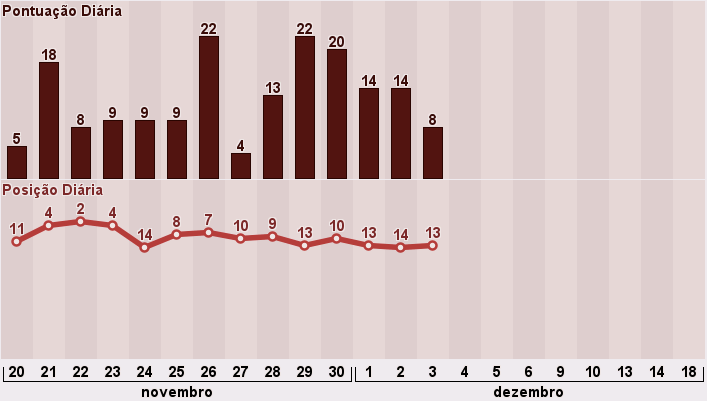 Pontuação Diária
5 18 8 9 9 9 22 4 13 22 20 14 14 8
Posição Diária
11 4 2 4 14 8 7 10 9 13 10 13 14 13
20 21 22 23 24 25 26 27 28 29 30 1 2 3 4 5 6 9 10 13 14 18
novembro dezembro